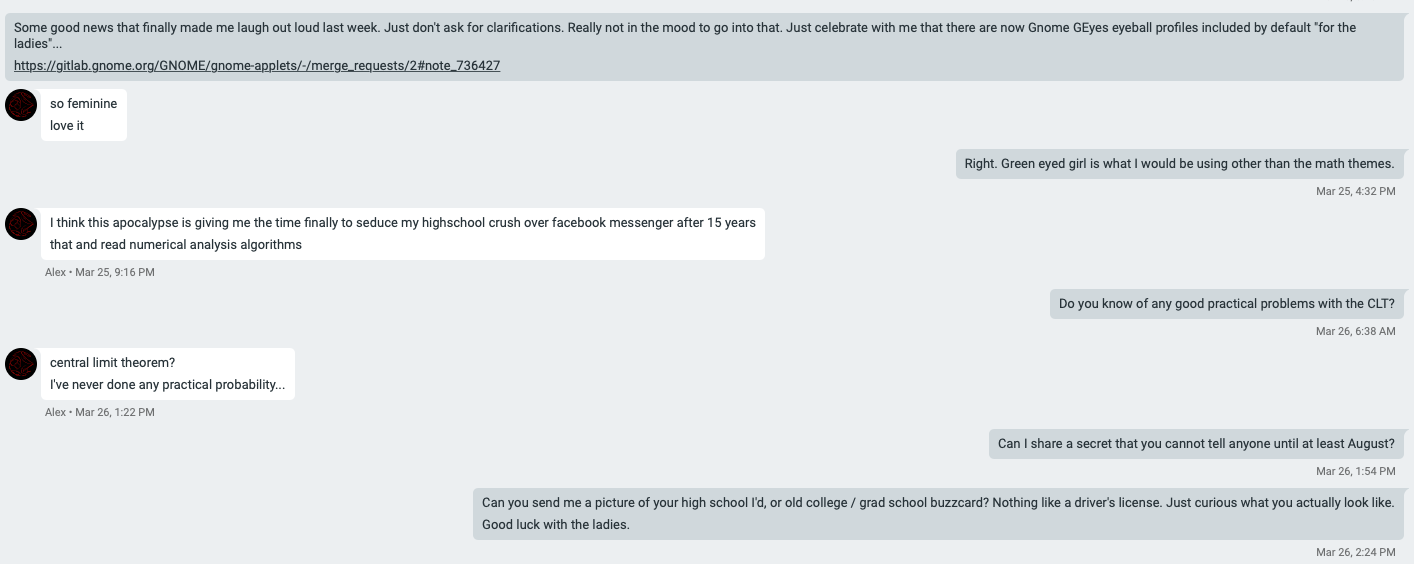 Some good news that finally made me laugh out loud last week. Just don't ask for clarifications. Really not in the mood to go into that. Just celebrate with me that there are now Gnome GEyes eyeball profiles included by default "for the
ladies"...
https://gitlab.gnome.org/GNOME/gnome-applets/-/merge_requests/2#note_736427
so feminine
love it
Right. Green eyed girl is what I would be using other than the math themes.
Mar 25, 4:32 PM
I think this apocalypse is giving me the time finally to seduce my highschool crush over facebook messenger after 15 years
that and read numerical analysis algorithms
Alex • Mar 25, 9:16 PM
Do you know of any good practical problems with the CLT?
Mar 26, 6:38 AM
central limit theorem?
I've never done any practical probability...
Alex • Mar 26, 1:22 PM
Can I share a secret that you cannot tell anyone until at least August?
Mar 26, 1:54 PM
Can you send me a picture of your high school I'd, or old college / grad school buzzcard? Nothing like a driver's license. Just curious what you actually look like.
Good luck with the ladies.
Mar 26, 2:24 PM